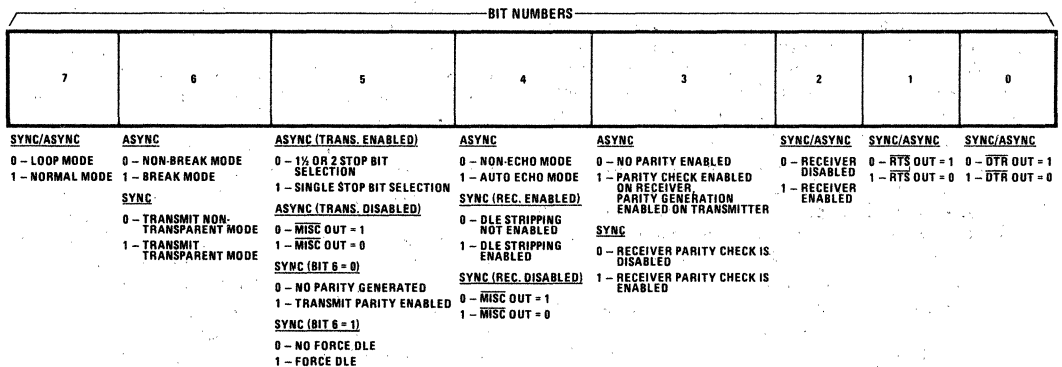 BIT NUMBERS
7 6 5 4 3 2 1 0
SYNC/ASYNC
0 – LOOP MODE
1 – NORMAL MODE
ASYNC
0 – NON-BREAK MODE
1 – BREAK MODE
SYNC
0 – TRANSMIT NON-
TRANSPARENT MODE
1 – TRANSMIT
TRANSPARENT MODE
ASYNC (TRANS. ENABLED)
0 – 1½ OR 2 STOP BIT
SELECTION
1 – SINGLE STOP BIT SELECTION
ASYNC (TRANS. DISABLED)
0 – M̅I̅S̅C̅ OUT = 1
1 – M̅I̅S̅C̅ OUT = 0
SYNC (BIT 6 = 0)
0 – NO PARITY GENERATED
1 – TRANSMIT PARITY ENABLED
SYNC (BIT 6 = 1)
0 – NO FORCE DLE
1 – FORCE DLE
ASYNC
0 – NON-ECHO MODE
1 – AUTO ECHO MODE
SYNC (REC. ENABLED)
0 – DLE STRIPPING
NOT ENABLED
1 – DLE STRIPPING
ENABLED
SYNC (REC. DISABLED)
0 – M̅I̅S̅C̅ OUT = 1
1 – M̅I̅S̅C̅ OUT = 0
ASYNC
0 – NO PARITY ENABLED
1 – PARITY CHECK ENABLED
ON RECEIVER,
PARITY GENERATION
ENABLED ON TRANSMITTER
SYNC
0 – RECEIVER PARITY CHECK IS
DISABLED
1 – RECEIVER PARITY CHECK IS
ENABLED
SYNC/ASYNC
0 – RECEIVER
DISABLED
1 – RECEIVER
ENABLED
SYNC/ASYNC
0 – R̅T̅S̅ OUT = 1
1 – R̅T̅S̅ OUT = 0
SYNC/ASYNC
0 – D̅T̅R̅ OUT = 1
1 – D̅T̅R̅ OUT = 0